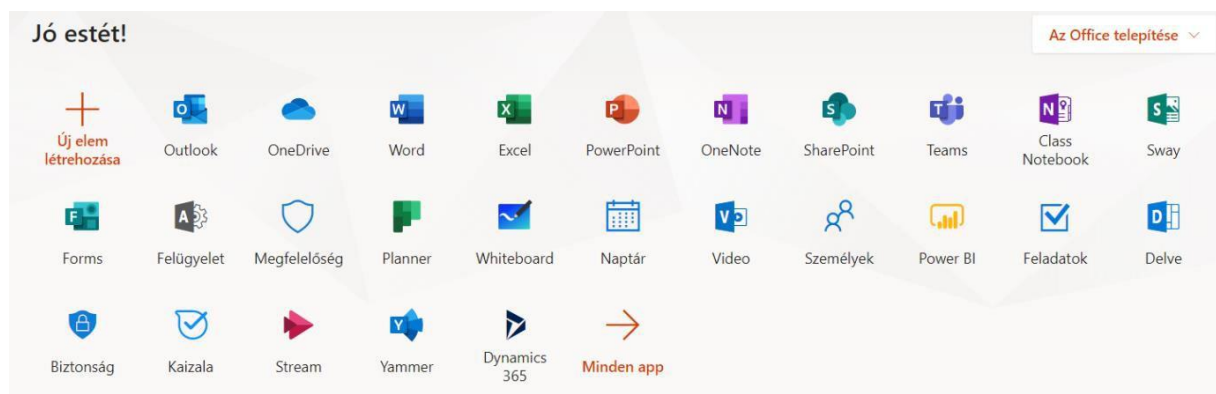 Jó estét!
Az Office telepítése
Új elem
létrehozása
Outlook
OneDrive
Word
Excel
PowerPoint
OneNote
SharePoint
Teams
Class
Notebook
Sway
Forms
Felügyelet
Megfelelőség
Planner
Whiteboard
Naptár
Video
Személyek
Power BI
Feladatok
Delve
Biztonság
Kaizala
Stream
Yammer
Dynamics
365
Minden app